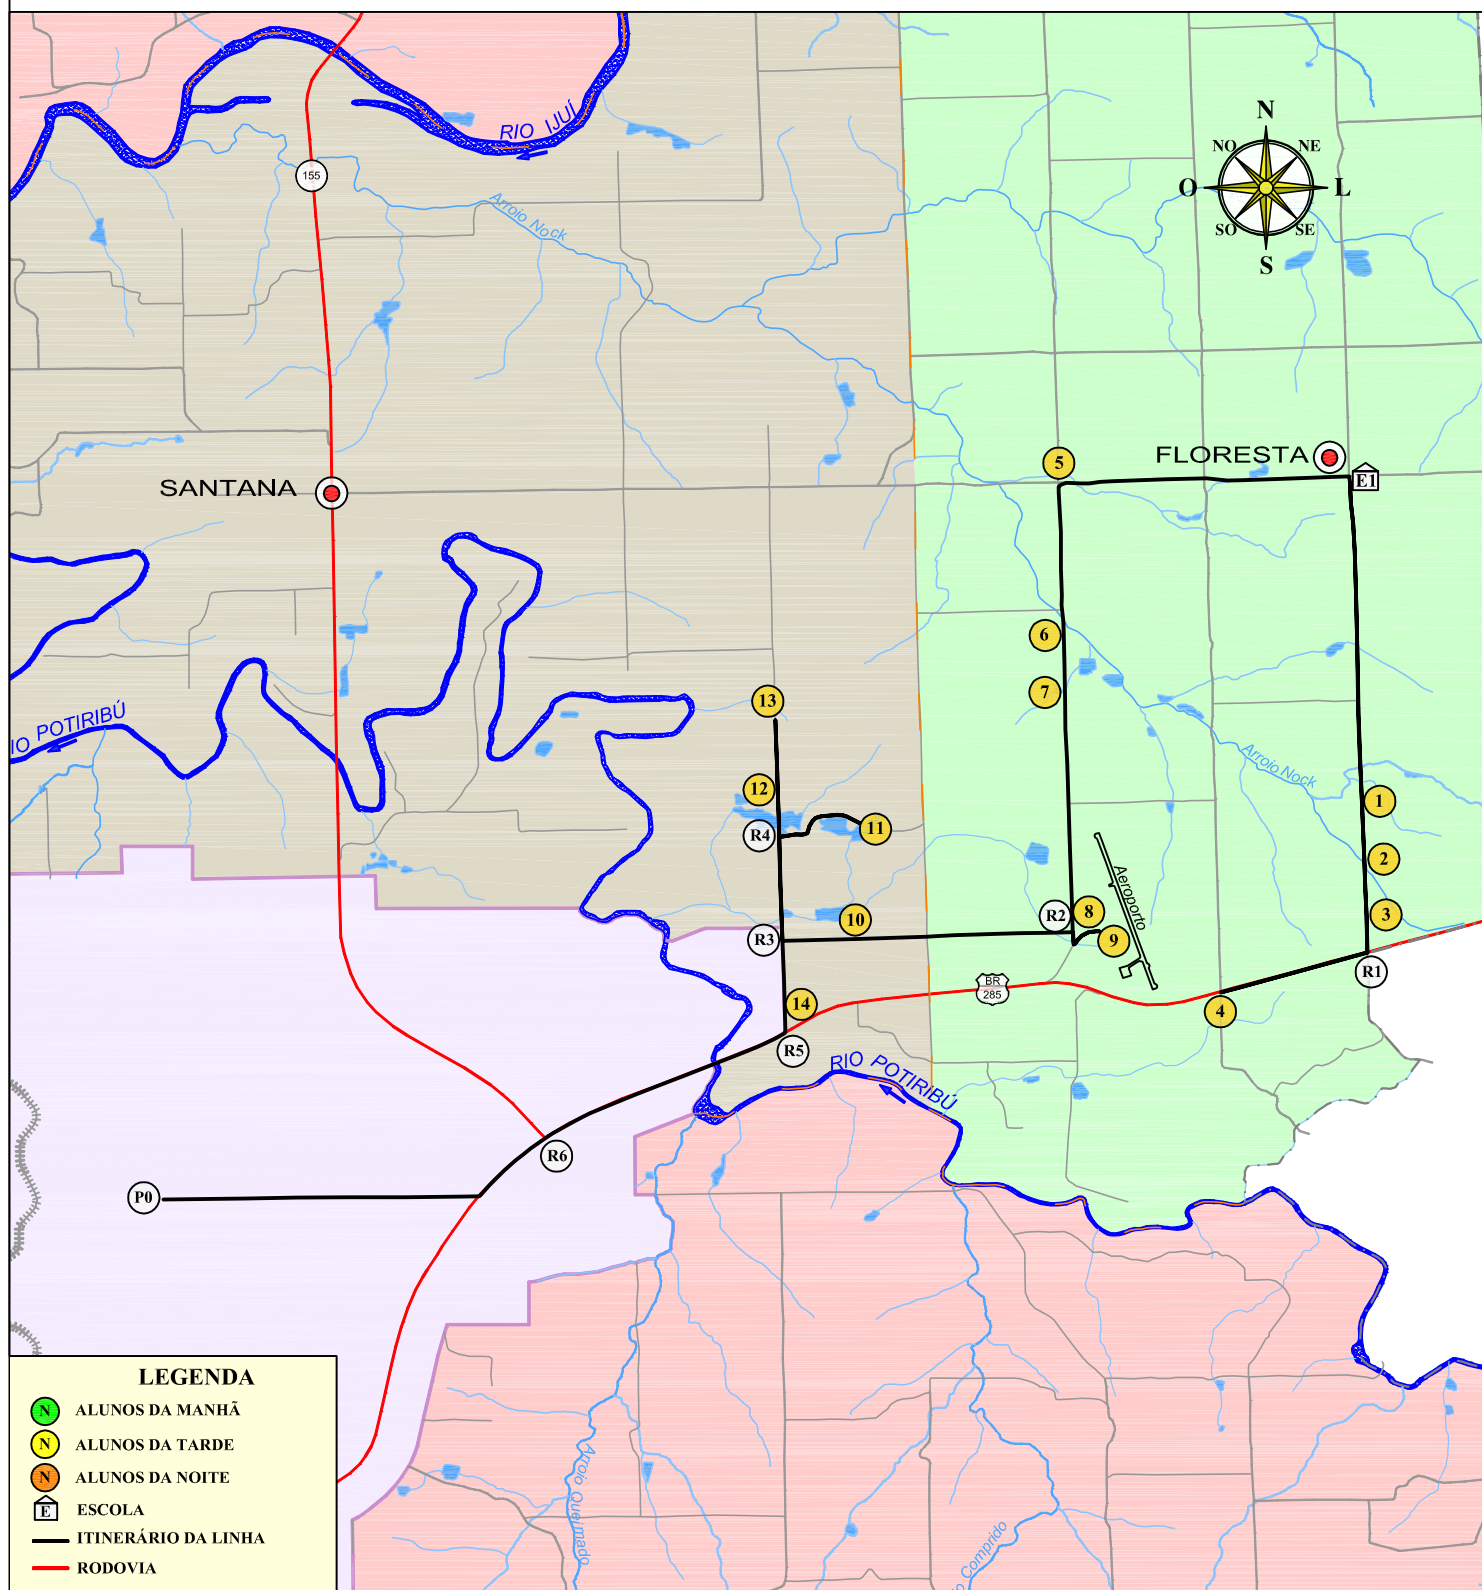 RIO IJUÍ
N
NO
NE
155
O
L
SO
SE
S
Arroio Nock
FLORESTA
5
E1
SANTANA
6
7
13
IO POTIRIBÚ
Arroio Nock
12
1
R4
11
2
Aeroporto
R2
8
3
10
R3
9
R1
BR
285
14
4
R5
RIO POTIRIBÚ
R6
P0
LEGENDA
N ALUNOS DA MANHÃ
N ALUNOS DA TARDE
N ALUNOS DA NOITE
E ESCOLA
ITINERÁRIO DA LINHA
RODOVIA
Arroio Queimado
o Comprido